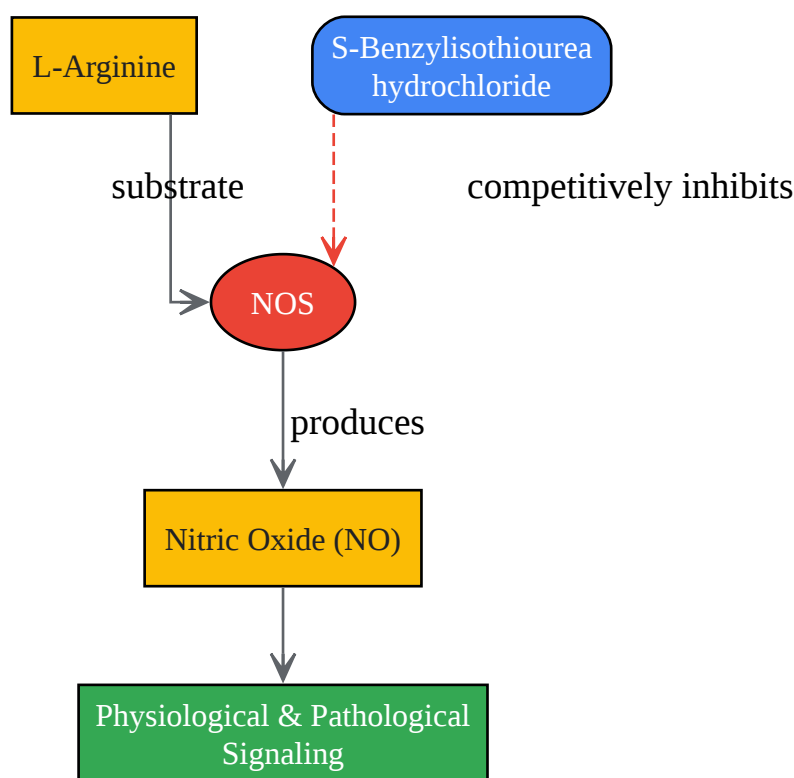 L-Arginine
S-Benzylisothiourea
hydrochloride
substrate
competitively inhibits
NOS
produces
Nitric Oxide (NO)
Physiological & Pathological
Signaling